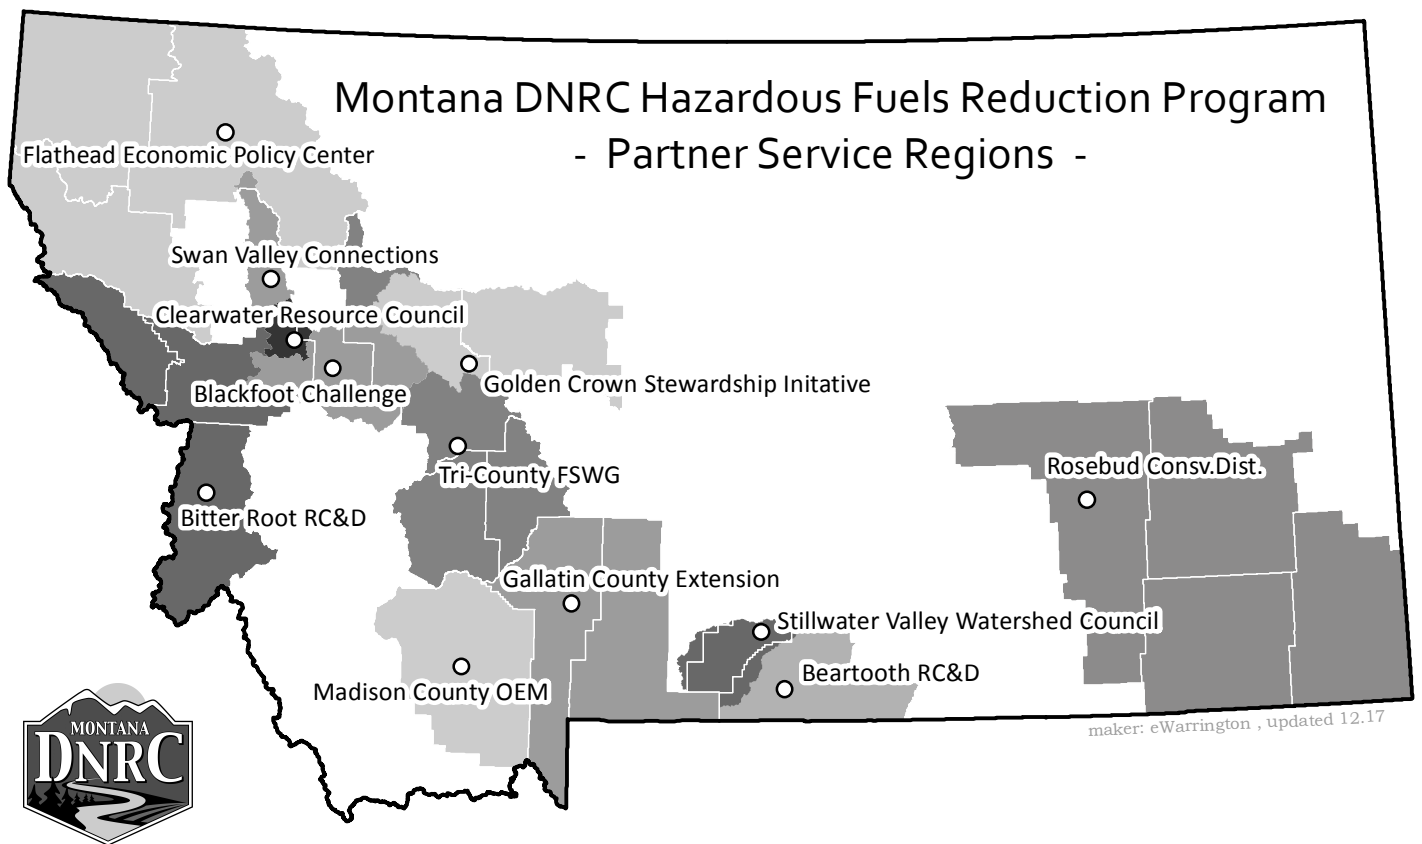 Montana DNRC Hazardous Fuels Reduction Program
- Partner Service Regions -
Flathead Economic Policy Center
Swan Valley Connections
Clearwater Resource Council
Golden Crown Stewardship Initative
Blackfoot Challenge
Rosebud Consv.Dist.
Tri-County FSWG
Bitter Root RC&D
Gallatin County Extension
Stillwater Valley Watershed Council
Beartooth RC&D
Madison County OEM
maker: eWarrington , updated 12.17
MONTANA
DNRC